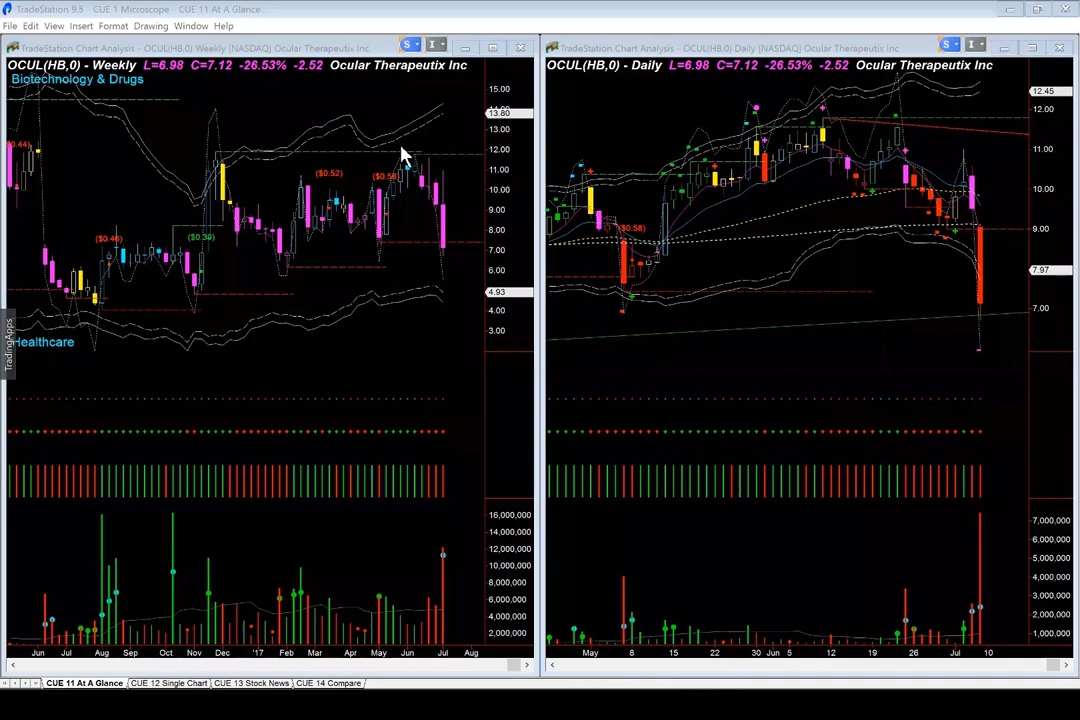 TradeStation 9.5 - CUE 1 Microscope - CUE 11 At A Glance
File Edit View Insert Format Drawing Window Help
TradeStation Chart Analysis - OCUL(HB,0) Weekly [NASDAQ] Ocular Therapeutix Inc
S I
OCUL(HB,0) - Weekly L=6.98 C=7.12 -26.53% -2.52 Ocular Therapeutix Inc
Biotechnology & Drugs
15.00
14.00
13.80
13.00
12.00
11.00
10.00
9.00
8.00
7.00
6.00
4.93
4.00
3.00
($0.52)
($0.46)
Healthcare
TradingApps
16,000,000
14,000,000
12,000,000
10,000,000
8,000,000
6,000,000
4,000,000
2,000,000
Jun Jul Aug Sep Oct Nov Dec '17 Feb Mar Apr May Jun Jul Aug
TradeStation Chart Analysis - OCUL(HB,0) Daily [NASDAQ] Ocular Therapeutix Inc
S I
OCUL(HB,0) - Daily L=6.98 C=7.12 -26.53% -2.52 Ocular Therapeutix Inc
12.45
12.00
11.00
10.00
9.00
7.97
7.00
($0.58)
7,000,000
6,000,000
5,000,000
4,000,000
3,000,000
2,000,000
1,000,000
May 8 15 22 30 Jun 5 12 19 26 Jul 10
CUE 11 At A Glance CUE 12 Single Chart CUE 13 Stock News CUE 14 Compare